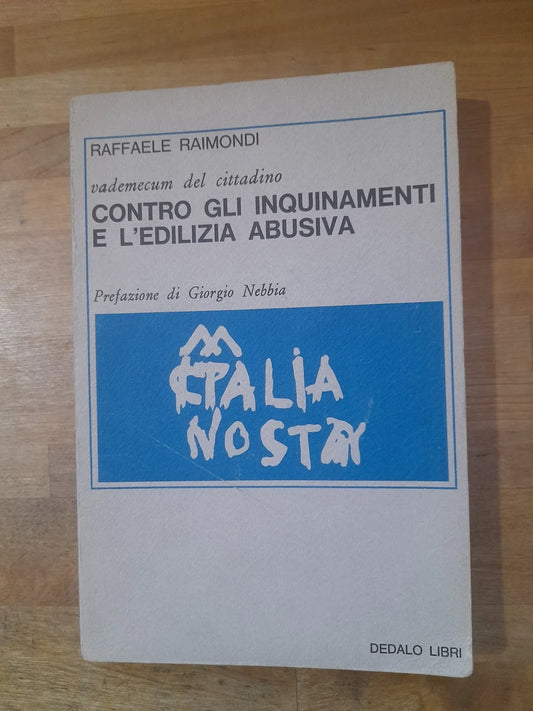 RAFFAELE RAIMONDI
vademecum del cittadino
CONTRO GLI INQUINAMENTI
E L'EDILIZIA ABUSIVA
Prefazione di Giorgio Nebbia
ITALIA
NOSTRA
DEDALO LIBRI